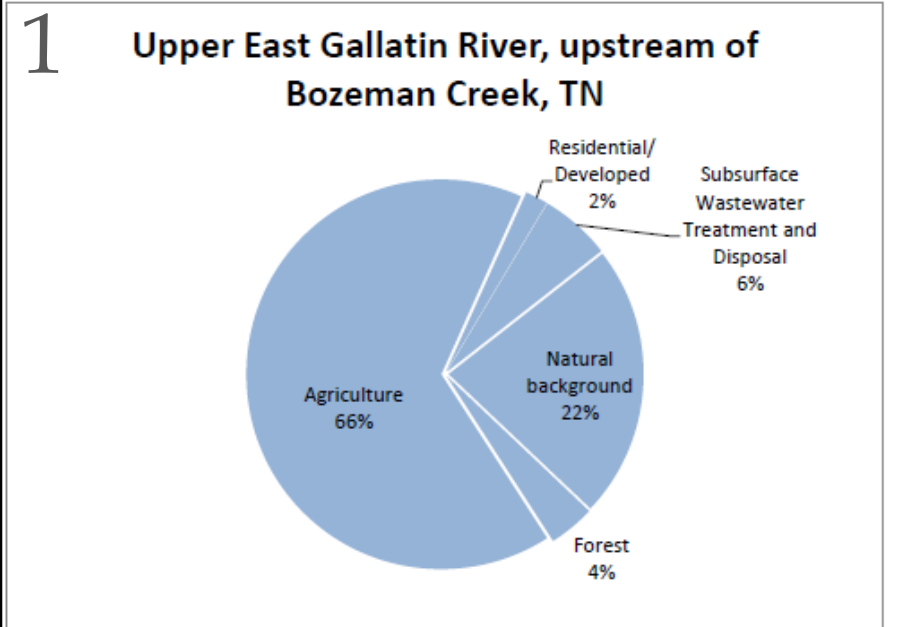 1
Upper East Gallatin River, upstream of
Bozeman Creek, TN
Residential/
Developed
2%
Subsurface
Wastewater
Treatment and
Disposal
6%
Natural
background
22%
Agriculture
66%
Forest
4%